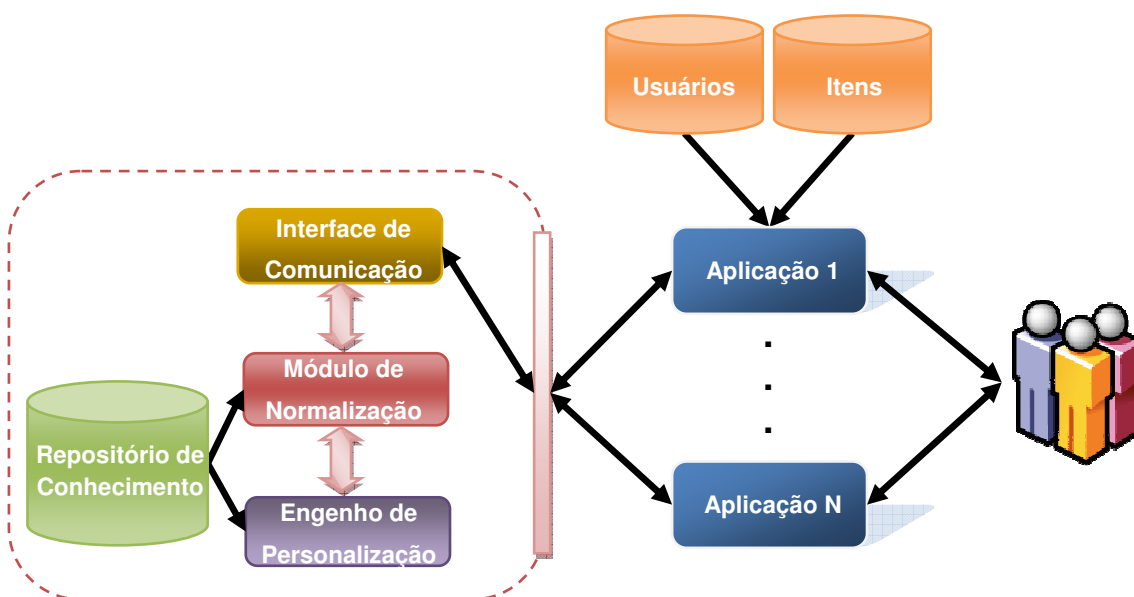 Usuários
Itens
Interface de
Comunicação
Aplicação 1
Módulo de
Normalização
Repositório de
Conhecimento
Engenho de
Personalização
.
.
.
Aplicação N